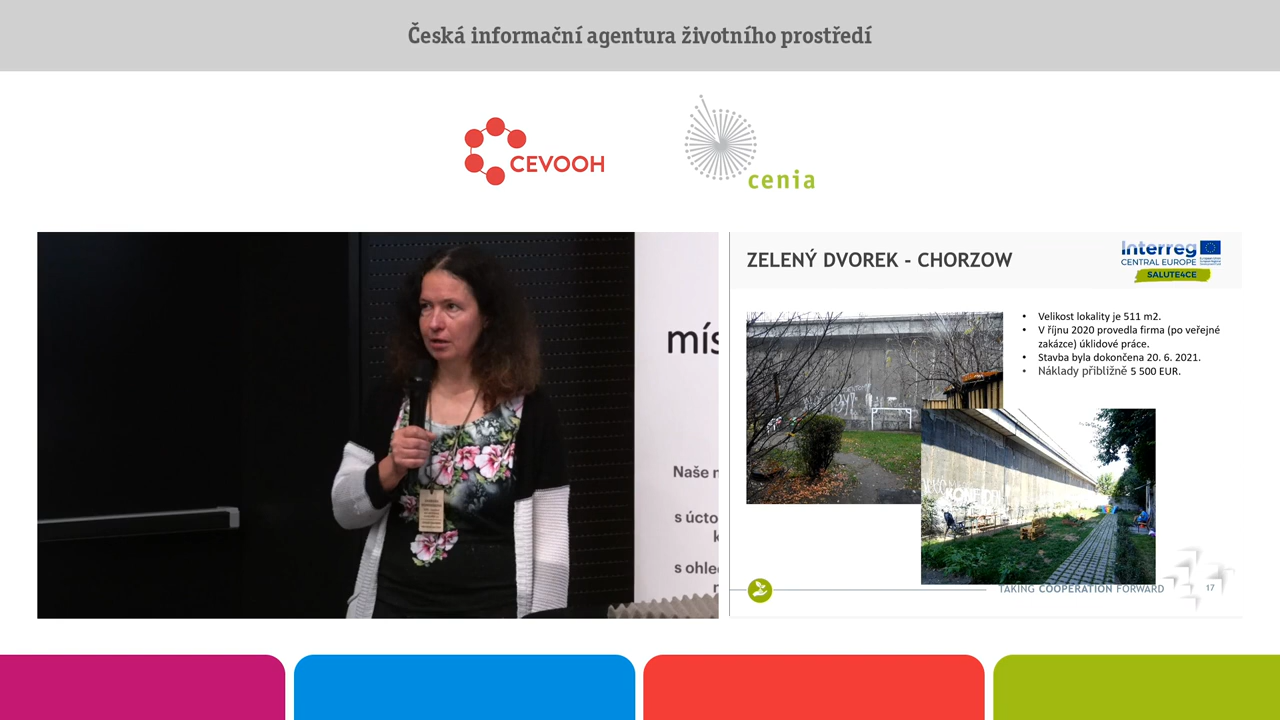 Česká informační agentura životního prostředí
CEVOOH
cenia
mís
Naše n
s úcto
k
s ohle
ZELENÝ DVOREK - CHORZOW
Interreg
CENTRAL EUROPE
SALUTE4CE
• Velikost lokality je 511 m2.
• V říjnu 2020 provedla firma (po veřejné
zakázce) úklidové práce.
• Stavba byla dokončena 20. 6. 2021.
• Náklady přibližně 5 500 EUR.
TAKING COOPERATION FORWARD
17